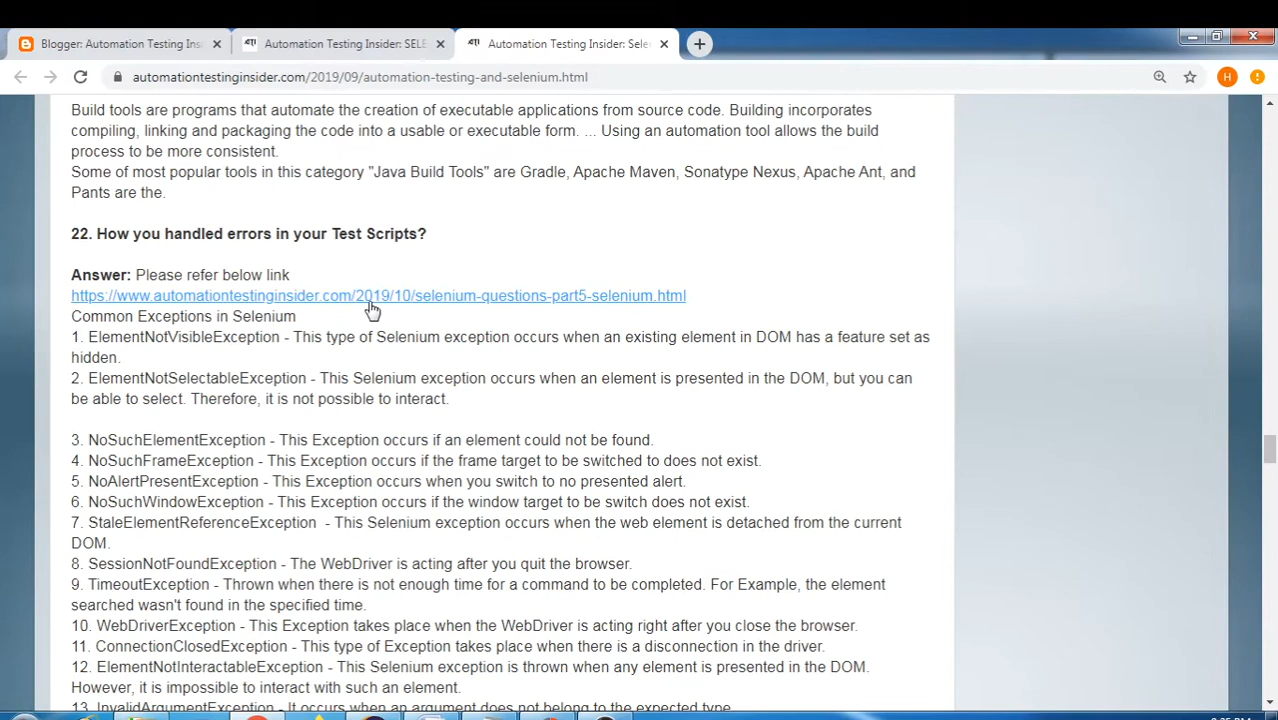 Blogger: Automation Testing Ins
Automation Testing Insider: SELE
Automation Testing Insider: Sele
automationtestinginsider.com/2019/09/automation-testing-and-selenium.html
H
Build tools are programs that automate the creation of executable applications from source code. Building incorporates
compiling, linking and packaging the code into a usable or executable form. ... Using an automation tool allows the build
process to be more consistent.
Some of most popular tools in this category "Java Build Tools" are Gradle, Apache Maven, Sonatype Nexus, Apache Ant, and
Pants are the.
22. How you handled errors in your Test Scripts?
Answer: Please refer below link
https://www.automationtestinginsider.com/2019/10/selenium-questions-part5-selenium.html
Common Exceptions in Selenium
1. ElementNotVisibleException - This type of Selenium exception occurs when an existing element in DOM has a feature set as
hidden.
2. ElementNotSelectableException - This Selenium exception occurs when an element is presented in the DOM, but you can
be able to select. Therefore, it is not possible to interact.
3. NoSuchElementException - This Exception occurs if an element could not be found.
4. NoSuchFrameException - This Exception occurs if the frame target to be switched to does not exist.
5. NoAlertPresentException - This Exception occurs when you switch to no presented alert.
6. NoSuchWindowException - This Exception occurs if the window target to be switch does not exist.
7. StaleElementReferenceException - This Selenium exception occurs when the web element is detached from the current
DOM.
8. SessionNotFoundException - The WebDriver is acting after you quit the browser.
9. TimeoutException - Thrown when there is not enough time for a command to be completed. For Example, the element
searched wasn't found in the specified time.
10. WebDriverException - This Exception takes place when the WebDriver is acting right after you close the browser.
11. ConnectionClosedException - This type of Exception takes place when there is a disconnection in the driver.
12. ElementNotInteractableException - This Selenium exception is thrown when any element is presented in the DOM.
However, it is impossible to interact with such an element.
13. InvalidArgumentException - It occurs when an argument does not belong to the expected type.